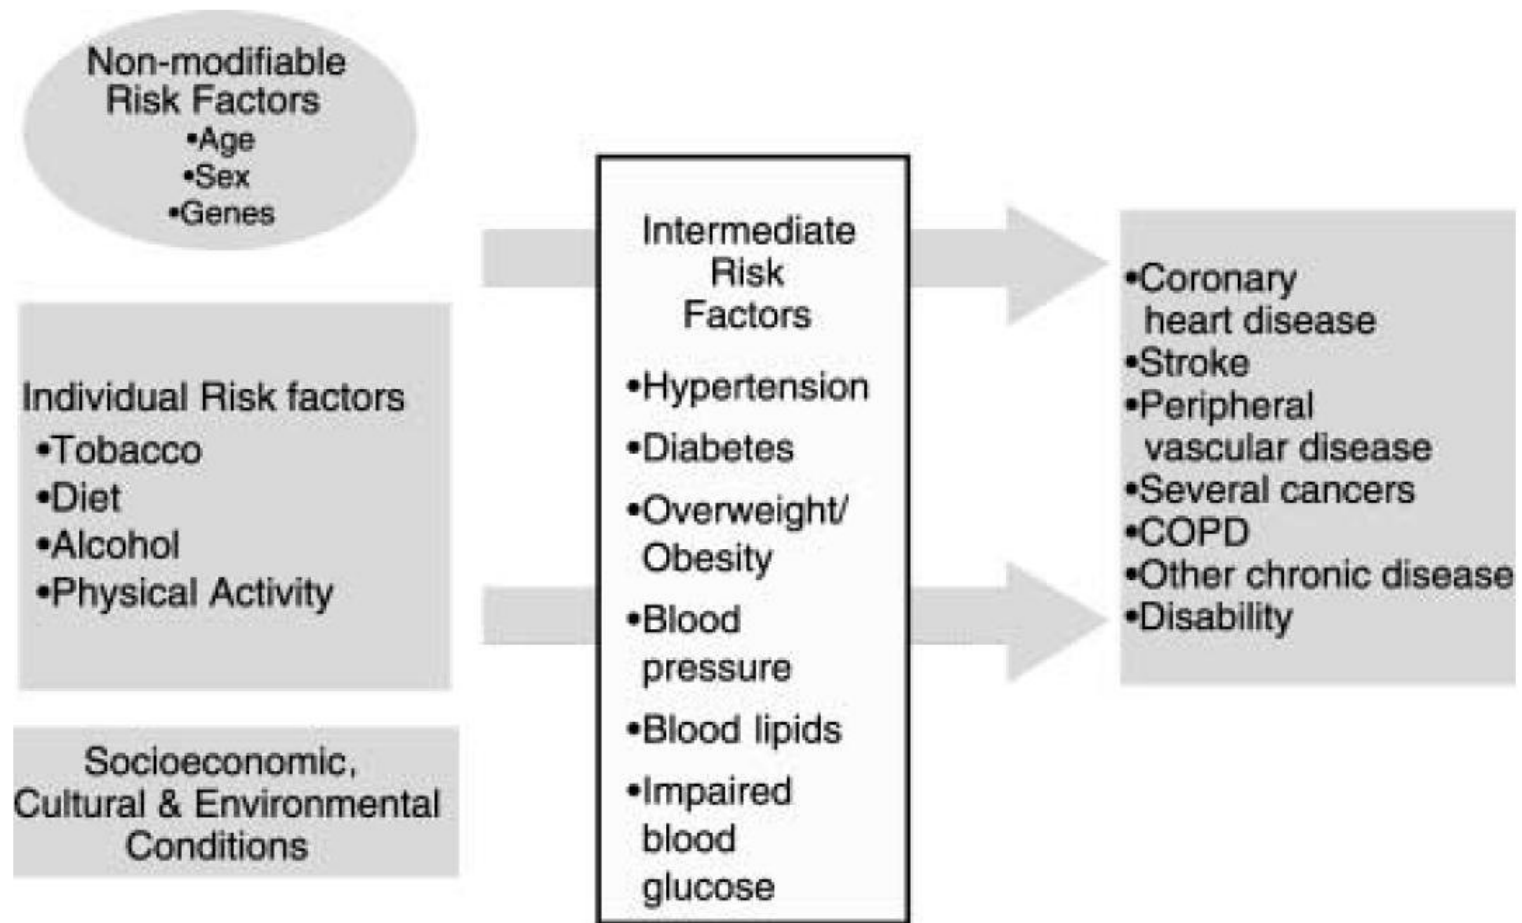 Non-modifiable
Risk Factors
•Age
•Sex
•Genes
Individual Risk factors
•Tobacco
•Diet
•Alcohol
•Physical Activity
Socioeconomic,
Cultural & Environmental
Conditions
Intermediate
Risk
Factors
•Hypertension
•Diabetes
•Overweight/
Obesity
•Blood
pressure
•Blood lipids
•Impaired
blood
glucose
•Coronary
heart disease
•Stroke
•Peripheral
vascular disease
•Several cancers
•COPD
•Other chronic disease
•Disability